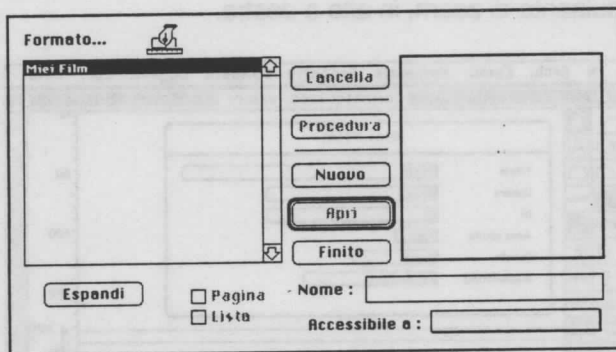 Formato...
Miei Film
Cancella
Procedura
Nuovo
Apri
Finito
Espandi
Pagina
Lista
Nome :
Accessibile a :